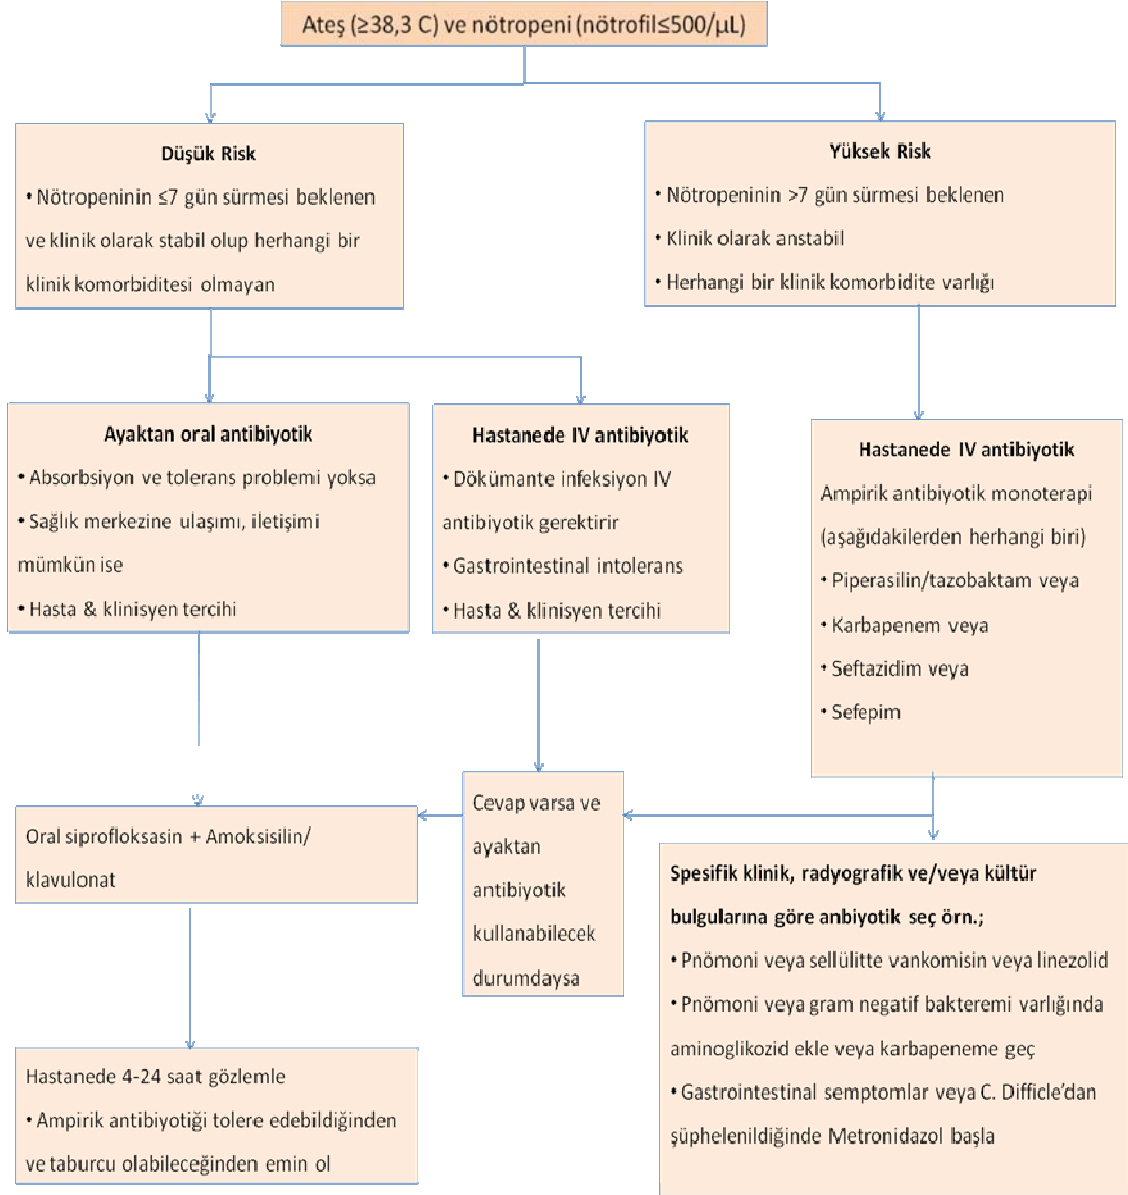 Ateş (≥38,3 C) ve nötropeni (nötrofil≤500/µL)
Düşük Risk
• Nötropeninin ≤7 gün sürmesi beklenen
ve klinik olarak stabil olup herhangi bir
klinik komorbiditesi olmayan
Yüksek Risk
• Nötropeninin >7 gün sürmesi beklenen
• Klinik olarak anstabil
• Herhangi bir klinik komorbidite varlığı
Ayaktan oral antibiyotik
• Absorbsiyon ve tolerans problemi yoksa
• Sağlık merkezine ulaşımı, iletişimi
mümkün ise
• Hasta & klinisyen tercihi
Hastanede IV antibiyotik
• Dökümante infeksiyon IV
antibiyotik gerektirir
• Gastrointestinal intolerans
• Hasta & klinisyen tercihi
Hastanede IV antibiyotik
Ampirik antibiyotik monoterapi
(aşağıdakilerden herhangi biri)
• Piperasilin/tazobaktam veya
• Karbapenem veya
• Seftazidim veya
• Sefepim
Oral siprofloksasin + Amoksisilin/
klavulonat
Cevap varsa ve
ayaktan
antibiyotik
kullanabilecek
durumdaysa
Spesifik klinik, radyografik ve/veya kültür
bulgularına göre anbiyotik seç örn.;
• Pnömoni veya sellülitte vankomisin veya linezolid
• Pnömoni veya gram negatif bakteremi varlığında
aminoglikozid ekle veya karbapeneme geç
• Gastrointestinal semptomlar veya C. Difficle’dan
şüphelenildiğinde Metronidazol başla
Hastanede 4-24 saat gözlemle
• Ampirik antibiyotiği tolere edebildiğinden
ve taburcu olabileceğinden emin ol